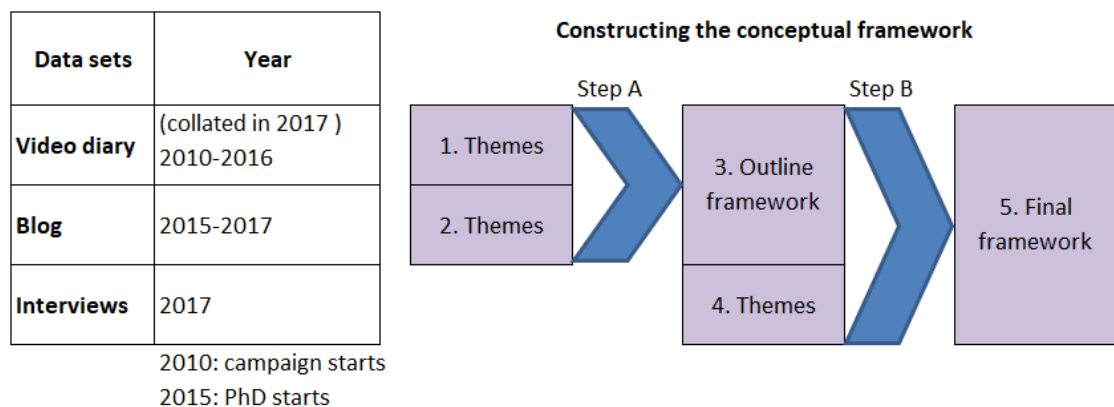 Data sets
Year
Video diary
(collated in 2017 )
2010-2016
Blog
2015-2017
Interviews
2017
2010: campaign starts
2015: PhD starts
Constructing the conceptual framework
Step A
Step B
1. Themes
2. Themes
3. Outline
framework
4. Themes
5. Final
framework